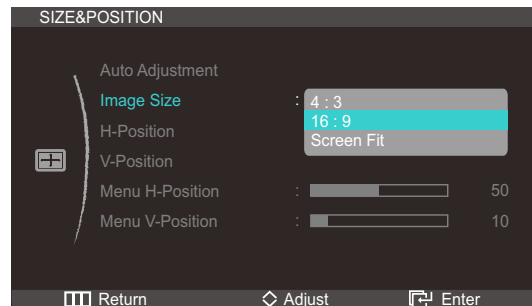 SIZE&POSITION
Auto Adjustment
Image Size : 4 : 3
16 : 9
H-Position
Screen Fit
V-Position
Menu H-Position : 50
Menu V-Position : 10
Return Adjust Enter